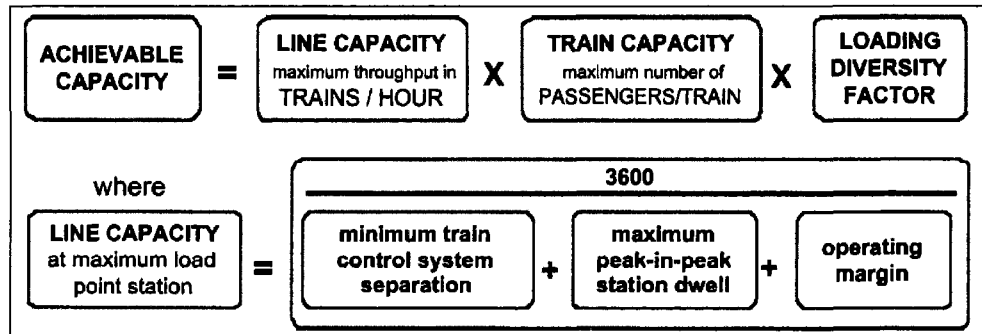 ACHIEVABLE
CAPACITY
=
LINE CAPACITY
maximum throughput in
TRAINS / HOUR
X
TRAIN CAPACITY
maximum number of
PASSENGERS/TRAIN
X
LOADING
DIVERSITY
FACTOR
where
LINE CAPACITY
at maximum load
point station
=
3600
minimum train
control system
separation
+
maximum
peak-in-peak
station dwell
+
operating
margin